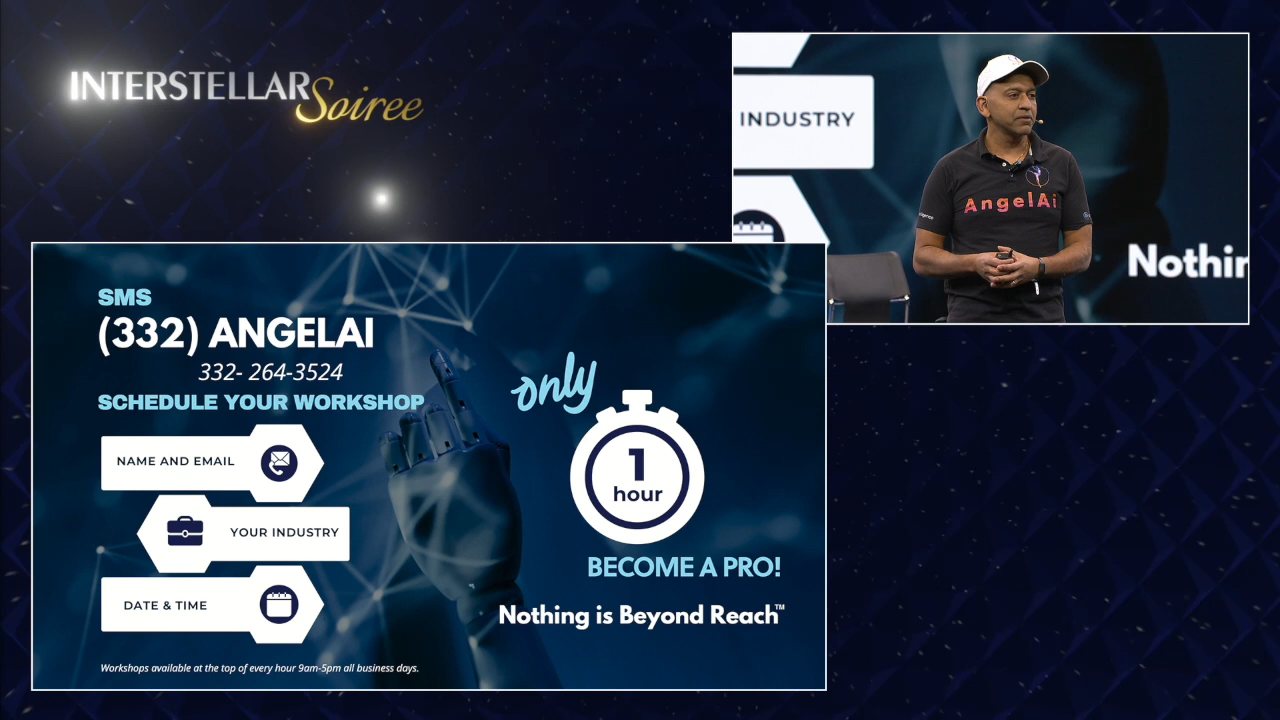 INTERSTELLAR Soiree
INDUSTRY
AngelAi
Nothin
SMS
(332) ANGELAI
332- 264-3524
SCHEDULE YOUR WORKSHOP
NAME AND EMAIL
YOUR INDUSTRY
DATE & TIME
Workshops available at the top of every hour 9am-5pm all business days.
only
1
hour
BECOME A PRO!
Nothing is Beyond Reach™